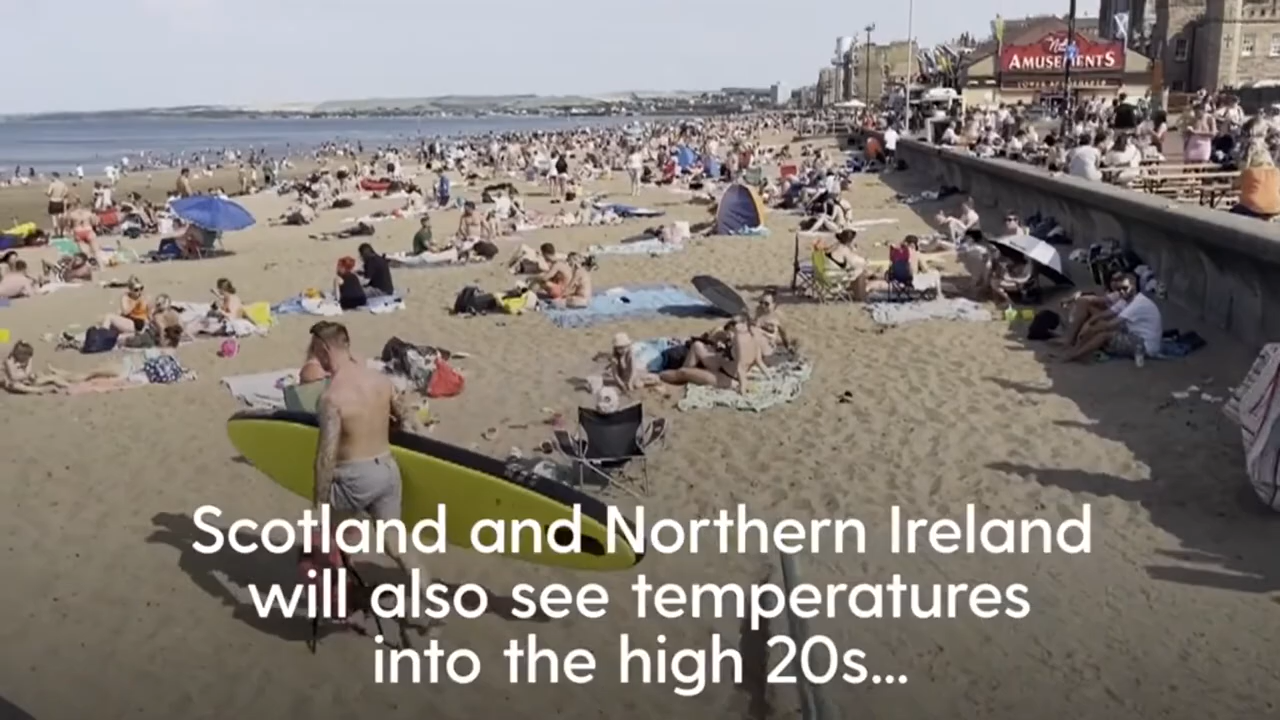 AMUSEMENTS
Scotland and Northern Ireland
will also see temperatures
into the high 20s...